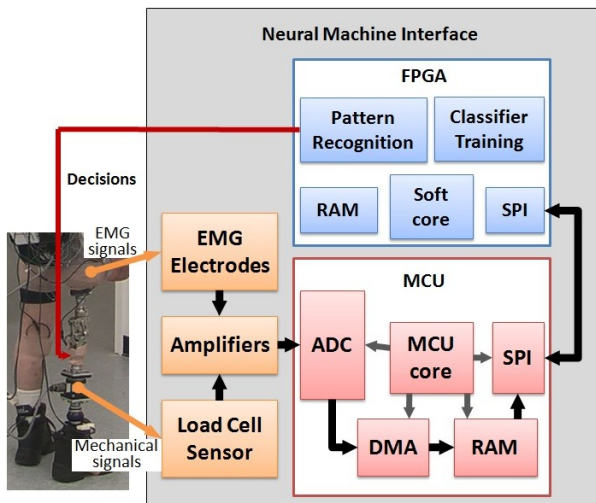 Neural Machine Interface
FPGA
Pattern
Recognition
Classifier
Training
Decisions
RAM
Soft
core
SPI
EMG
signals
EMG
Electrodes
MCU
Amplifiers
ADC
MCU
core
SPI
Load Cell
Sensor
DMA
RAM
Mechanical
signals